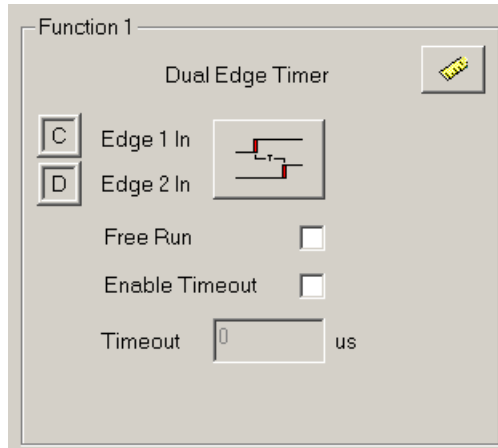 Function 1
Dual Edge Timer
C Edge 1 In
T
D Edge 2 In
Free Run
Enable Timeout
Timeout 0 us